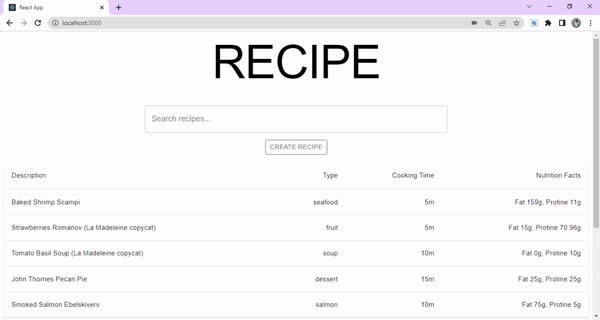 React App
localhost:3000
RECIPE
Search recipes...
CREATE RECIPE
Description Type Cooking Time Nutrition Facts
Baked Shrimp Scampi seafood 5m Fat 159g, Protine 11g
Strawberries Romanov (La Madeleine copycat) fruit 5m Fat 15g, Protine 70.96g
Tomato Basil Soup (La Madeleine copycat) soup 10m Fat 0g, Protine 10g
John Thornes Pecan Pie dessert 15m Fat 25g, Protine 25g
Smoked Salmon Ebelskivers salmon 10m Fat 75g, Protine 5g